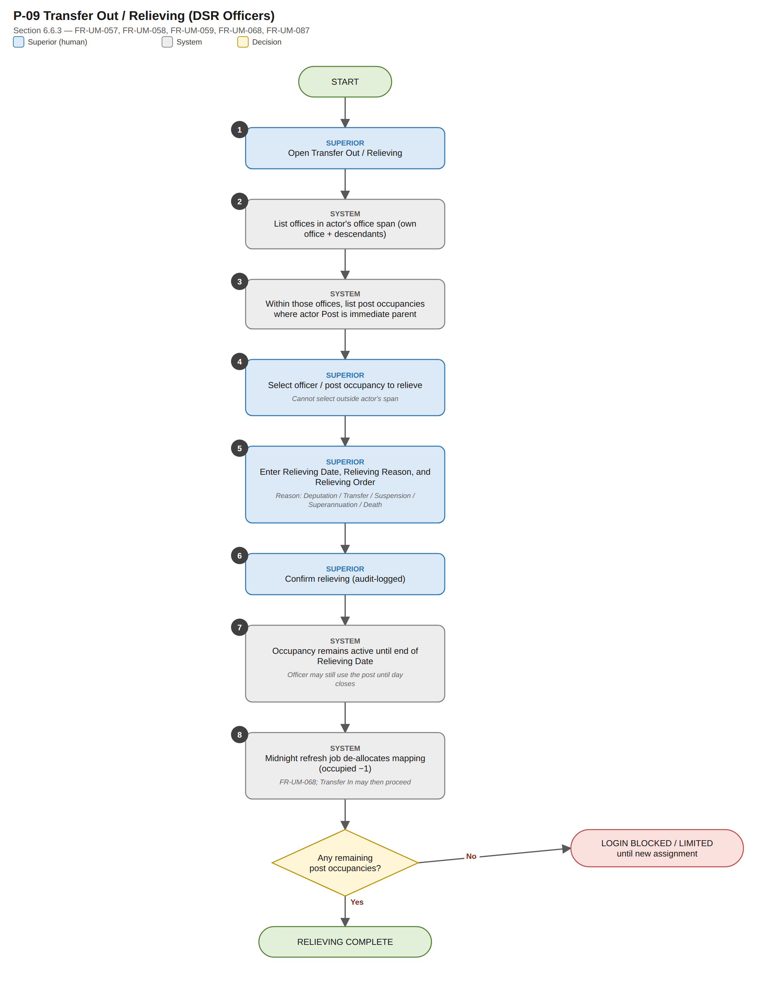 P-09 Transfer Out / Relieving (DSR Officers)
Section 6.6.3 — FR-UM-057, FR-UM-058, FR-UM-059, FR-UM-068, FR-UM-087
Superior (human)
System
Decision
START
1
SUPERIOR
Open Transfer Out / Relieving
2
SYSTEM
List offices in actor's office span (own
office + descendants)
3
SYSTEM
Within those offices, list post occupancies
where actor Post is immediate parent
4
SUPERIOR
Select officer / post occupancy to relieve
Cannot select outside actor's span
5
SUPERIOR
Enter Relieving Date, Relieving Reason, and
Relieving Order
Reason: Deputation / Transfer / Suspension /
Superannuation / Death
6
SUPERIOR
Confirm relieving (audit-logged)
7
SYSTEM
Occupancy remains active until end of
Relieving Date
Officer may still use the post until day
closes
8
SYSTEM
Midnight refresh job de-allocates mapping
(occupied −1)
FR-UM-068; Transfer In may then proceed
Any remaining
post occupancies?
No
LOGIN BLOCKED / LIMITED
until new assignment
Yes
RELIEVING COMPLETE